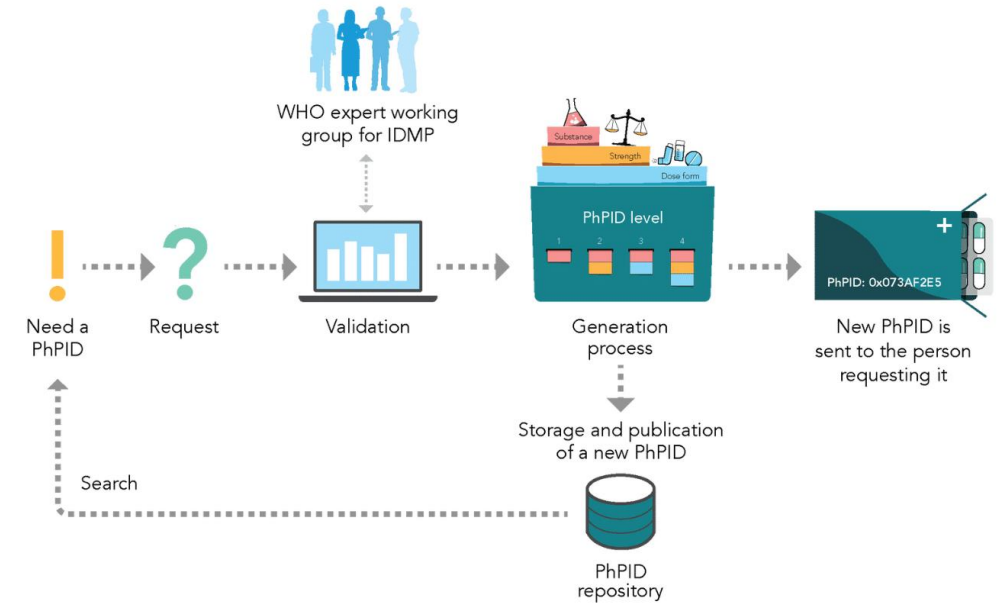 WHO expert working
group for IDMP
Substance
Strength
Dose form
PhPID level
1 2 3 4
PhPID: 0x073AF2E5
Need a
PhPID
Request
Validation
Generation
process
New PhPID is
sent to the person
requesting it
Storage and publication
of a new PhPID
Search
PhPID
repository